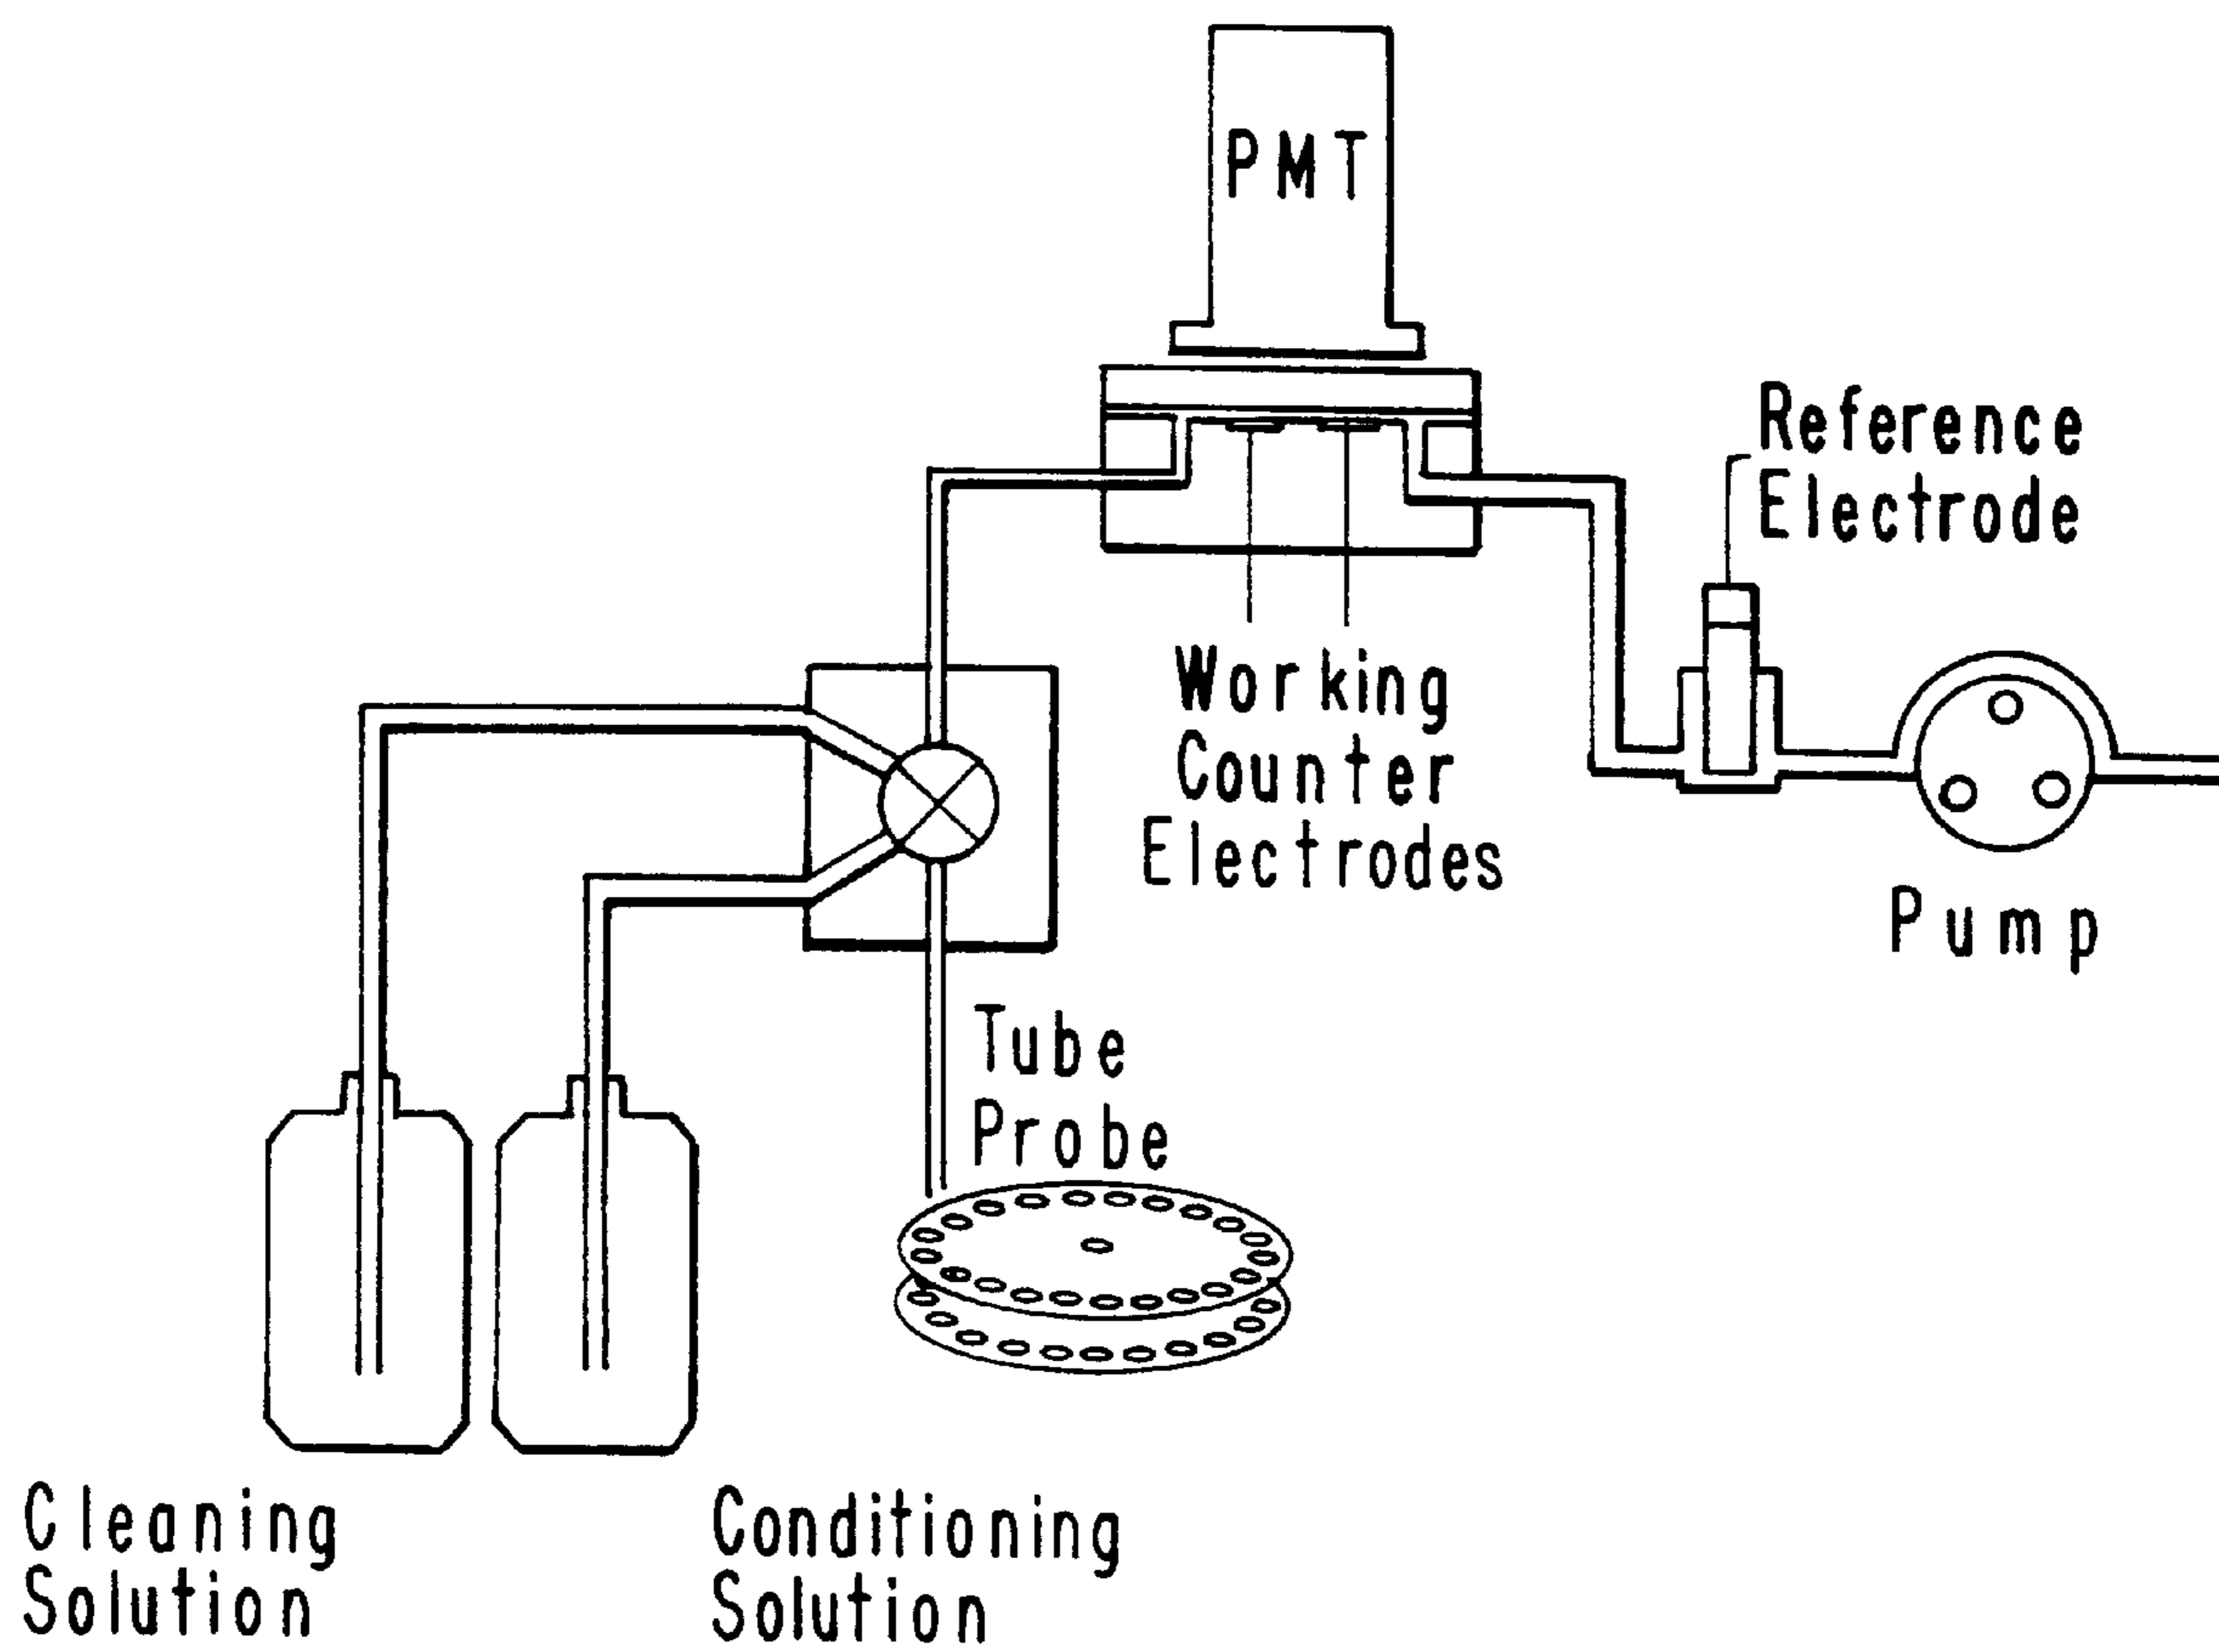 PMT
Reference
Electrode
Working
Counter
Electrodes
Pump
Tube
Probe
Cleaning
Solution
Conditioning
Solution